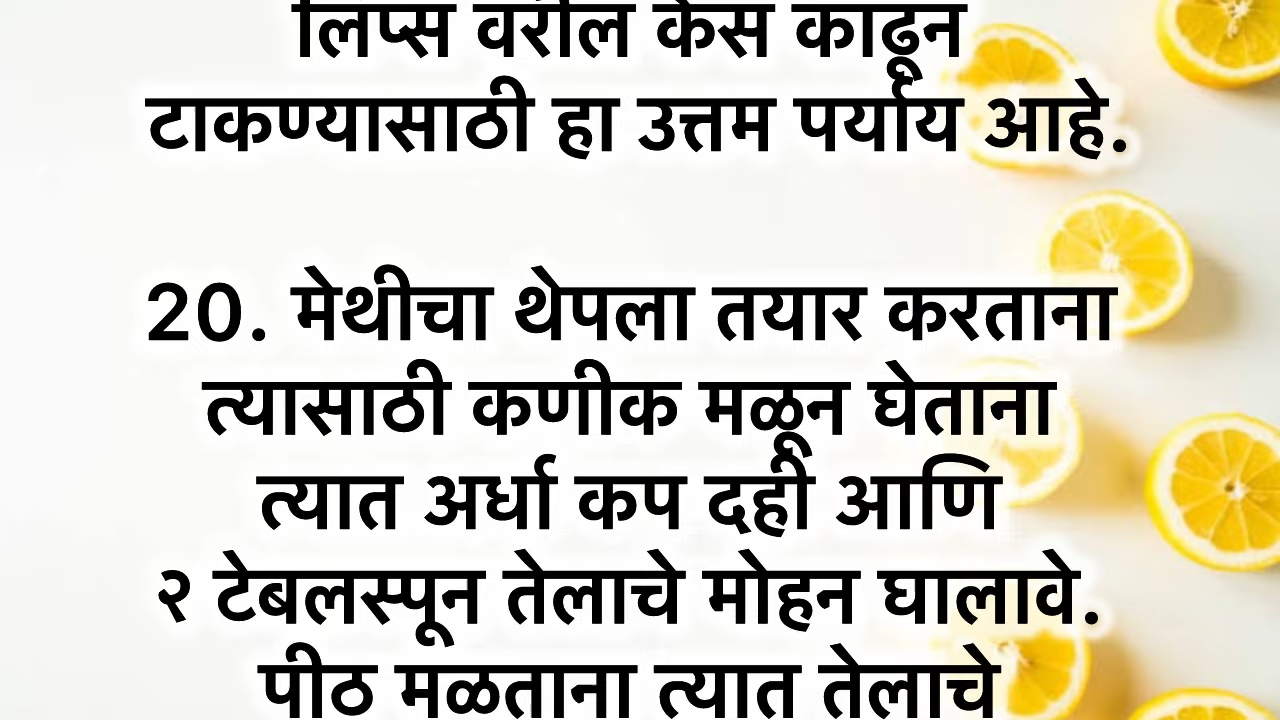 लिप्स वरील केस काढून
टाकण्यासाठी हा उत्तम पर्याय आहे.
20. मेथीचा थेपला तयार करताना
त्यासाठी कणीक मळून घेताना
त्यात अर्धा कप दही आणि
२ टेबलस्पून तेलाचे मोहन घालावे.
पीठ मळताना त्यात तेलाचे